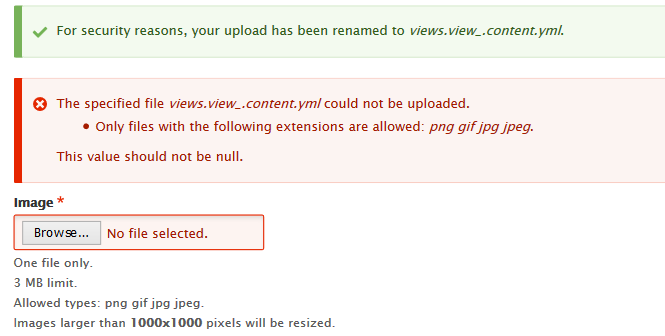 For security reasons, your upload has been renamed to views.view_.content.yml.
The specified file views.view_.content.yml could not be uploaded.
• Only files with the following extensions are allowed: png gif jpg jpeg.
This value should not be null.
Image *
Browse... No file selected.
One file only.
3 MB limit.
Allowed types: png gif jpg jpeg.
Images larger than 1000x1000 pixels will be resized.